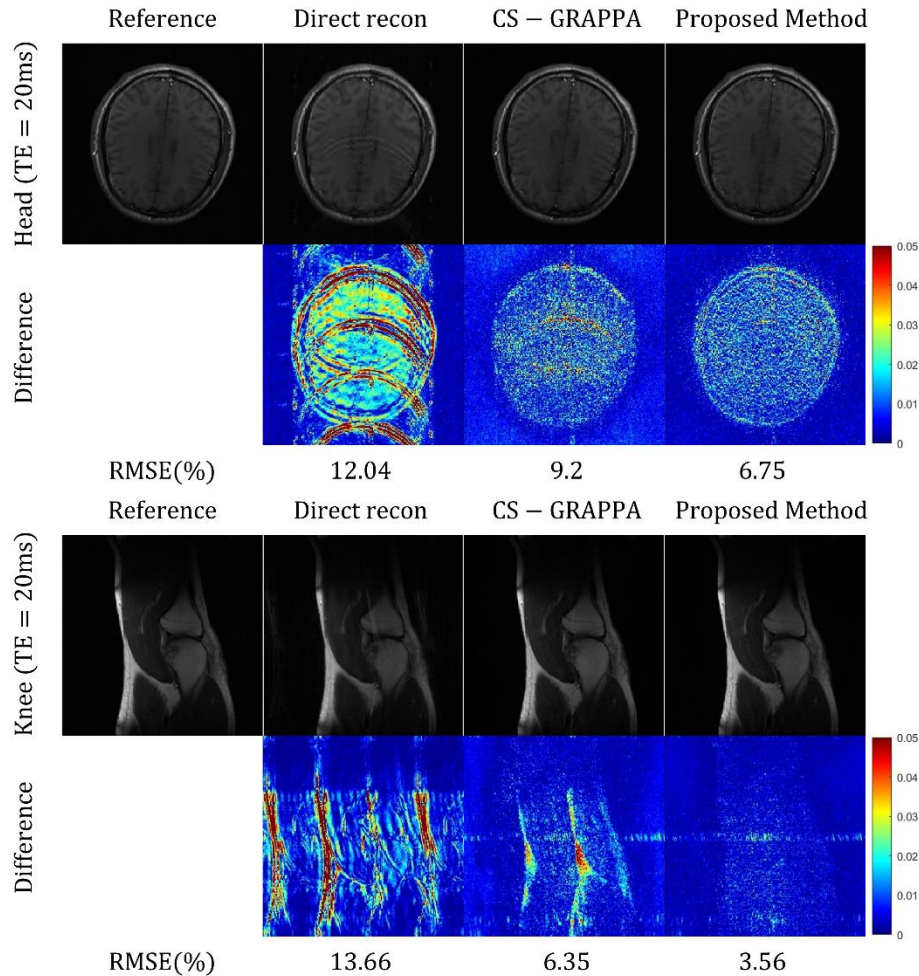 Reference Direct recon CS − GRAPPA Proposed Method
Head (TE = 20ms)
Difference
0.05
0.04
0.03
0.02
0.01
0
RMSE(%) 12.04 9.2 6.75
Reference Direct recon CS − GRAPPA Proposed Method
Knee (TE = 20ms)
Difference
0.05
0.04
0.03
0.02
0.01
0
RMSE(%) 13.66 6.35 3.56